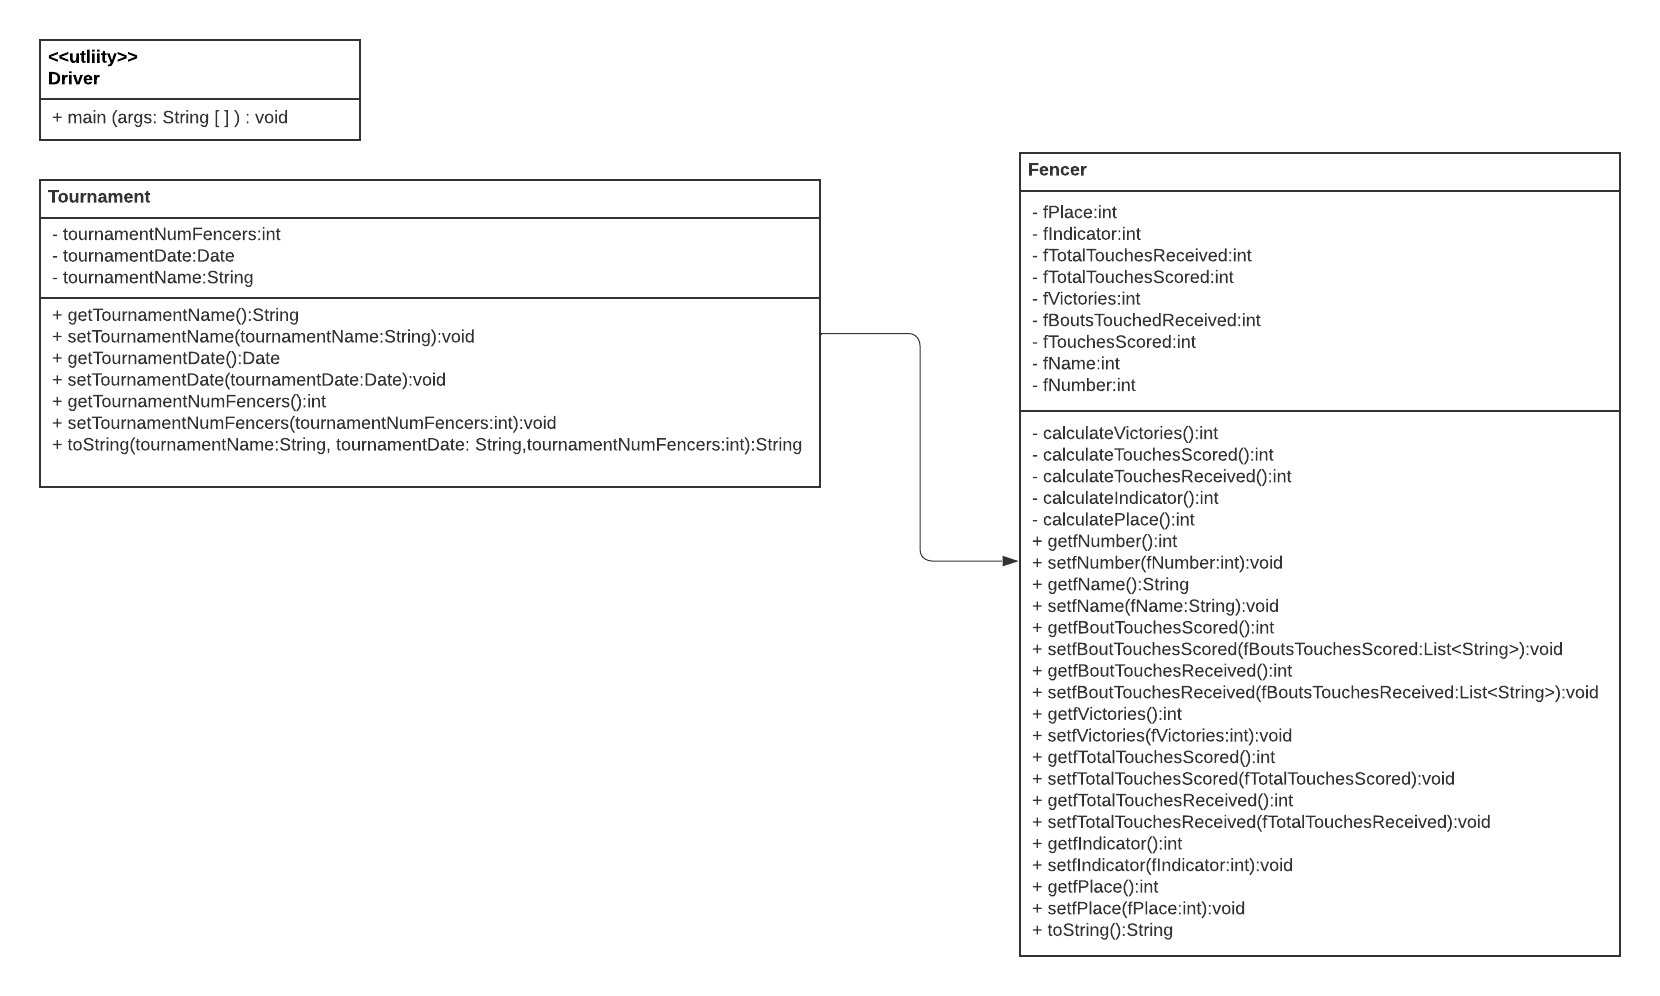 <<utliity>>
Driver
+ main (args: String [ ] ) : void
Tournament
- tournamentNumFencers:int
- tournamentDate:Date
- tournamentName:String
+ getTournamentName():String
+ setTournamentName(tournamentName:String):void
+ getTournamentDate():Date
+ setTournamentDate(tournamentDate:Date):void
+ getTournamentNumFencers():int
+ setTournamentNumFencers(tournamentNumFencers:int):void
+ toString(tournamentName:String, tournamentDate: String,tournamentNumFencers:int):String
Fencer
- fPlace:int
- fIndicator:int
- fTotalTouchesReceived:int
- fTotalTouchesScored:int
- fVictories:int
- fBoutsTouchedReceived:int
- fTouchesScored:int
- fName:int
- fNumber:int
- calculateVictories():int
- calculateTouchesScored():int
- calculateTouchesReceived():int
- calculateIndicator():int
- calculatePlace():int
+ getfNumber():int
+ setfNumber(fNumber:int):void
+ getfName():String
+ setfName(fName:String):void
+ getfBoutTouchesScored():int
+ setfBoutTouchesScored(fBoutsTouchesScored:List<String>):void
+ getfBoutTouchesReceived():int
+ setfBoutTouchesReceived(fBoutsTouchesReceived:List<String>):void
+ getfVictories():int
+ setfVictories(fVictories:int):void
+ getfTotalTouchesScored():int
+ setfTotalTouchesScored(fTotalTouchesScored):void
+ getfTotalTouchesReceived():int
+ setfTotalTouchesReceived(fTotalTouchesReceived):void
+ getfIndicator():int
+ setfIndicator(fIndicator:int):void
+ getfPlace():int
+ setfPlace(fPlace:int):void
+ toString():String